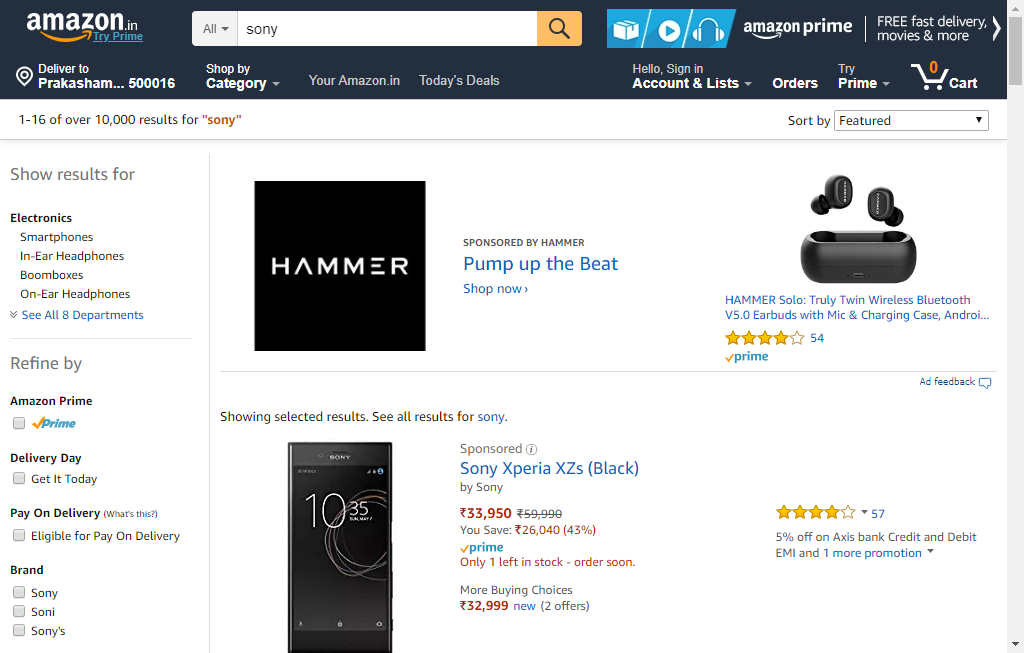 amazon.in
Try Prime
All
sony
amazon prime
FREE fast delivery,
movies & more
Deliver to
Prakasham... 500016
Shop by
Category
Your Amazon.in
Today's Deals
Hello, Sign in
Account & Lists
Orders
Try
Prime
0
Cart
1-16 of over 10,000 results for "sony"
Sort by
Featured
Show results for
Electronics
Smartphones
In-Ear Headphones
Boomboxes
On-Ear Headphones
See All 8 Departments
Refine by
Amazon Prime
Prime
Delivery Day
Get It Today
Pay On Delivery (What's this?)
Eligible for Pay On Delivery
Brand
Sony
Soni
Sony's
HAMMER
SPONSORED BY HAMMER
Pump up the Beat
Shop now ›
HAMMER Solo: Truly Twin Wireless Bluetooth
V5.0 Earbuds with Mic & Charging Case, Androi...
54
prime
Ad feedback
Showing selected results. See all results for sony.
SONY
10 35
SUN, MAY 7
Sponsored
Sony Xperia XZs (Black)
by Sony
₹33,950 ₹59,990
You Save: ₹26,040 (43%)
prime
Only 1 left in stock - order soon.
More Buying Choices
₹32,999 new (2 offers)
57
5% off on Axis bank Credit and Debit
EMI and 1 more promotion